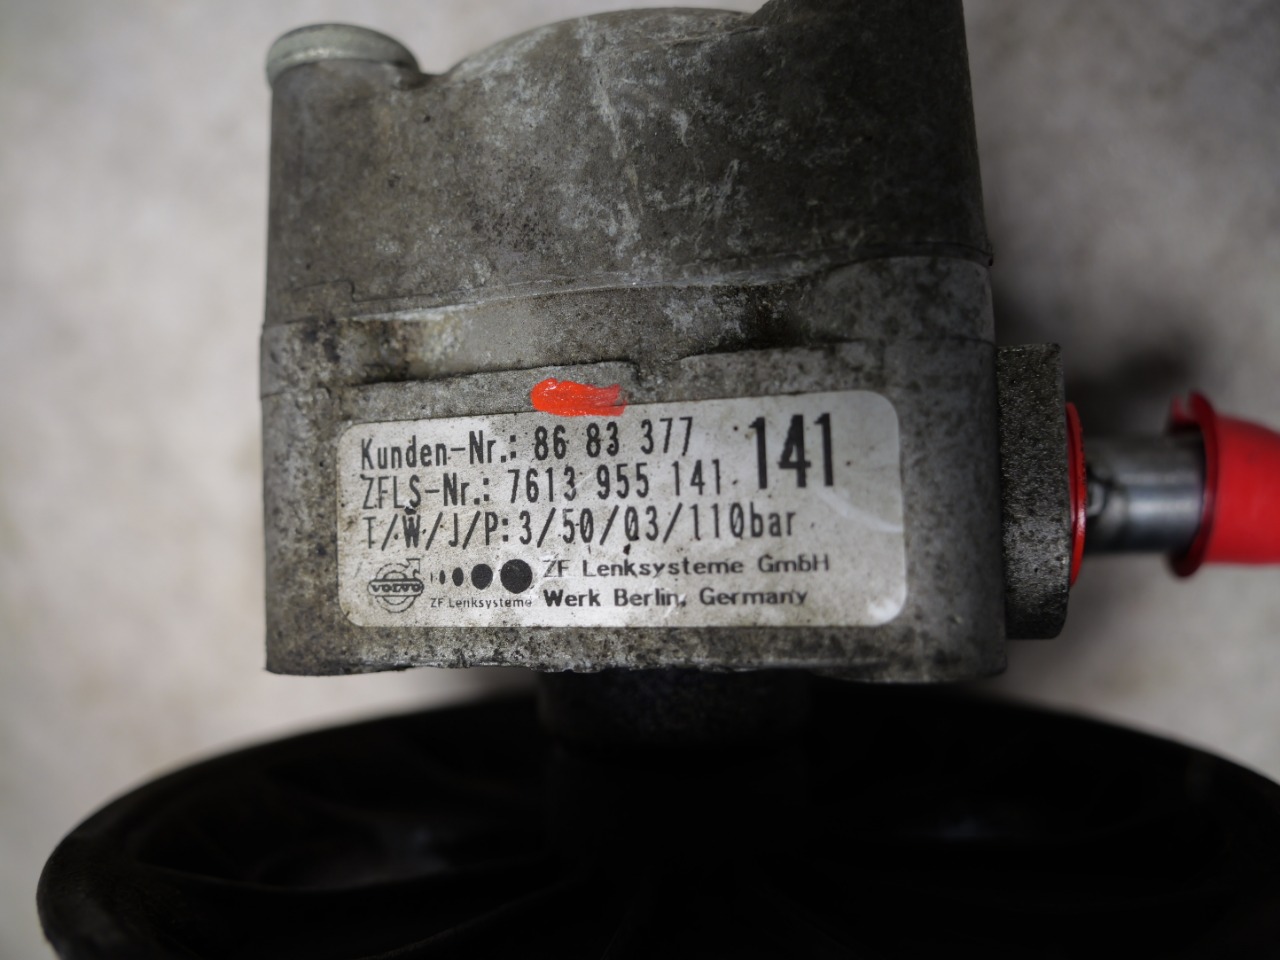 Kunden-Nr.: 86 83 377 141
ZFLS-Nr.: 7613 955 141
T/W/J/P:3/50/03/110bar
VOLVO ZF Lenksysteme ZF Lenksysteme GmbH
Werk Berlin, Germany